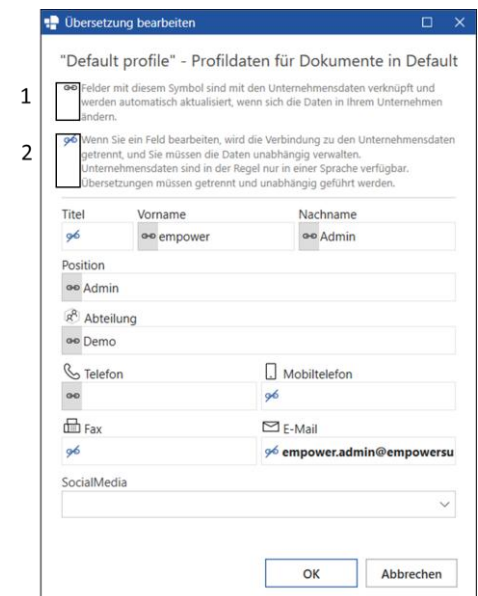 Übersetzung bearbeiten
"Default profile" - Profildaten für Dokumente in Default
1
Felder mit diesem Symbol sind mit den Unternehmensdaten verknüpft und
werden automatisch aktualisiert, wenn sich die Daten in Ihrem Unternehmen
ändern.
2
Wenn Sie ein Feld bearbeiten, wird die Verbindung zu den Unternehmensdaten
getrennt, und Sie müssen die Daten unabhängig verwalten.
Unternehmensdaten sind in der Regel nur in einer Sprache verfügbar.
Übersetzungen müssen getrennt und unabhängig geführt werden.
Titel Vorname Nachname
empower Admin
Position
Admin
Abteilung
Demo
Telefon Mobiltelefon
Fax E-Mail
empower.admin@empowersu
SocialMedia
OK Abbrechen